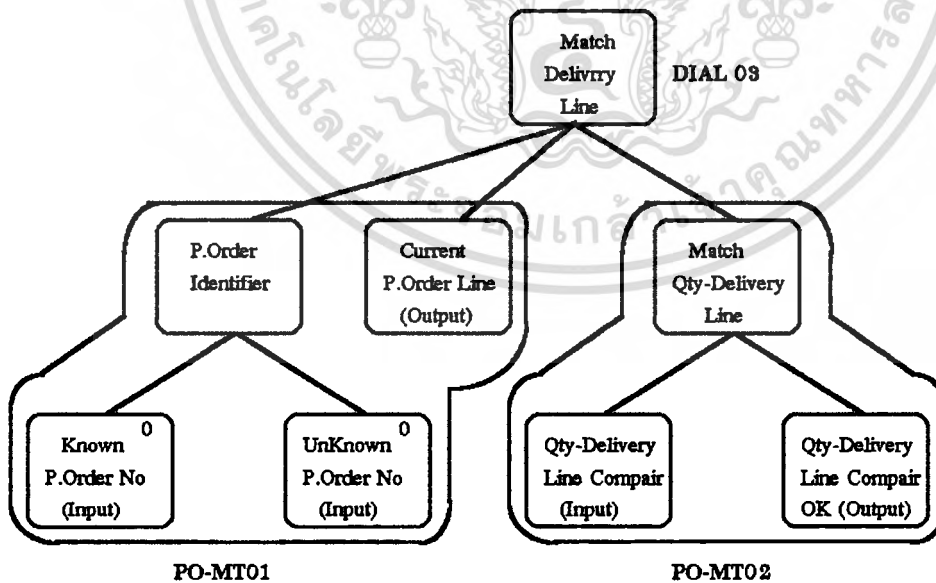 Match
Delivrry
Line
DIAL 03
P.Order
Identifier
Current
P.Order Line
(Output)
Match
Qty-Delivery
Line
Known
0
P.Order No
(Input)
UnKnown
0
P.Order No
(Input)
Qty-Delivery
Line Compair
(Input)
Qty-Delivery
Line Compair
OK (Output)
PO-MT01
PO-MT02